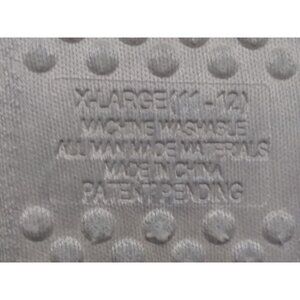 X-LARGE (11-12)
MACHINE WASHABLE
ALL MAN MADE MATERIALS
MADE IN CHINA
PATENT PENDING